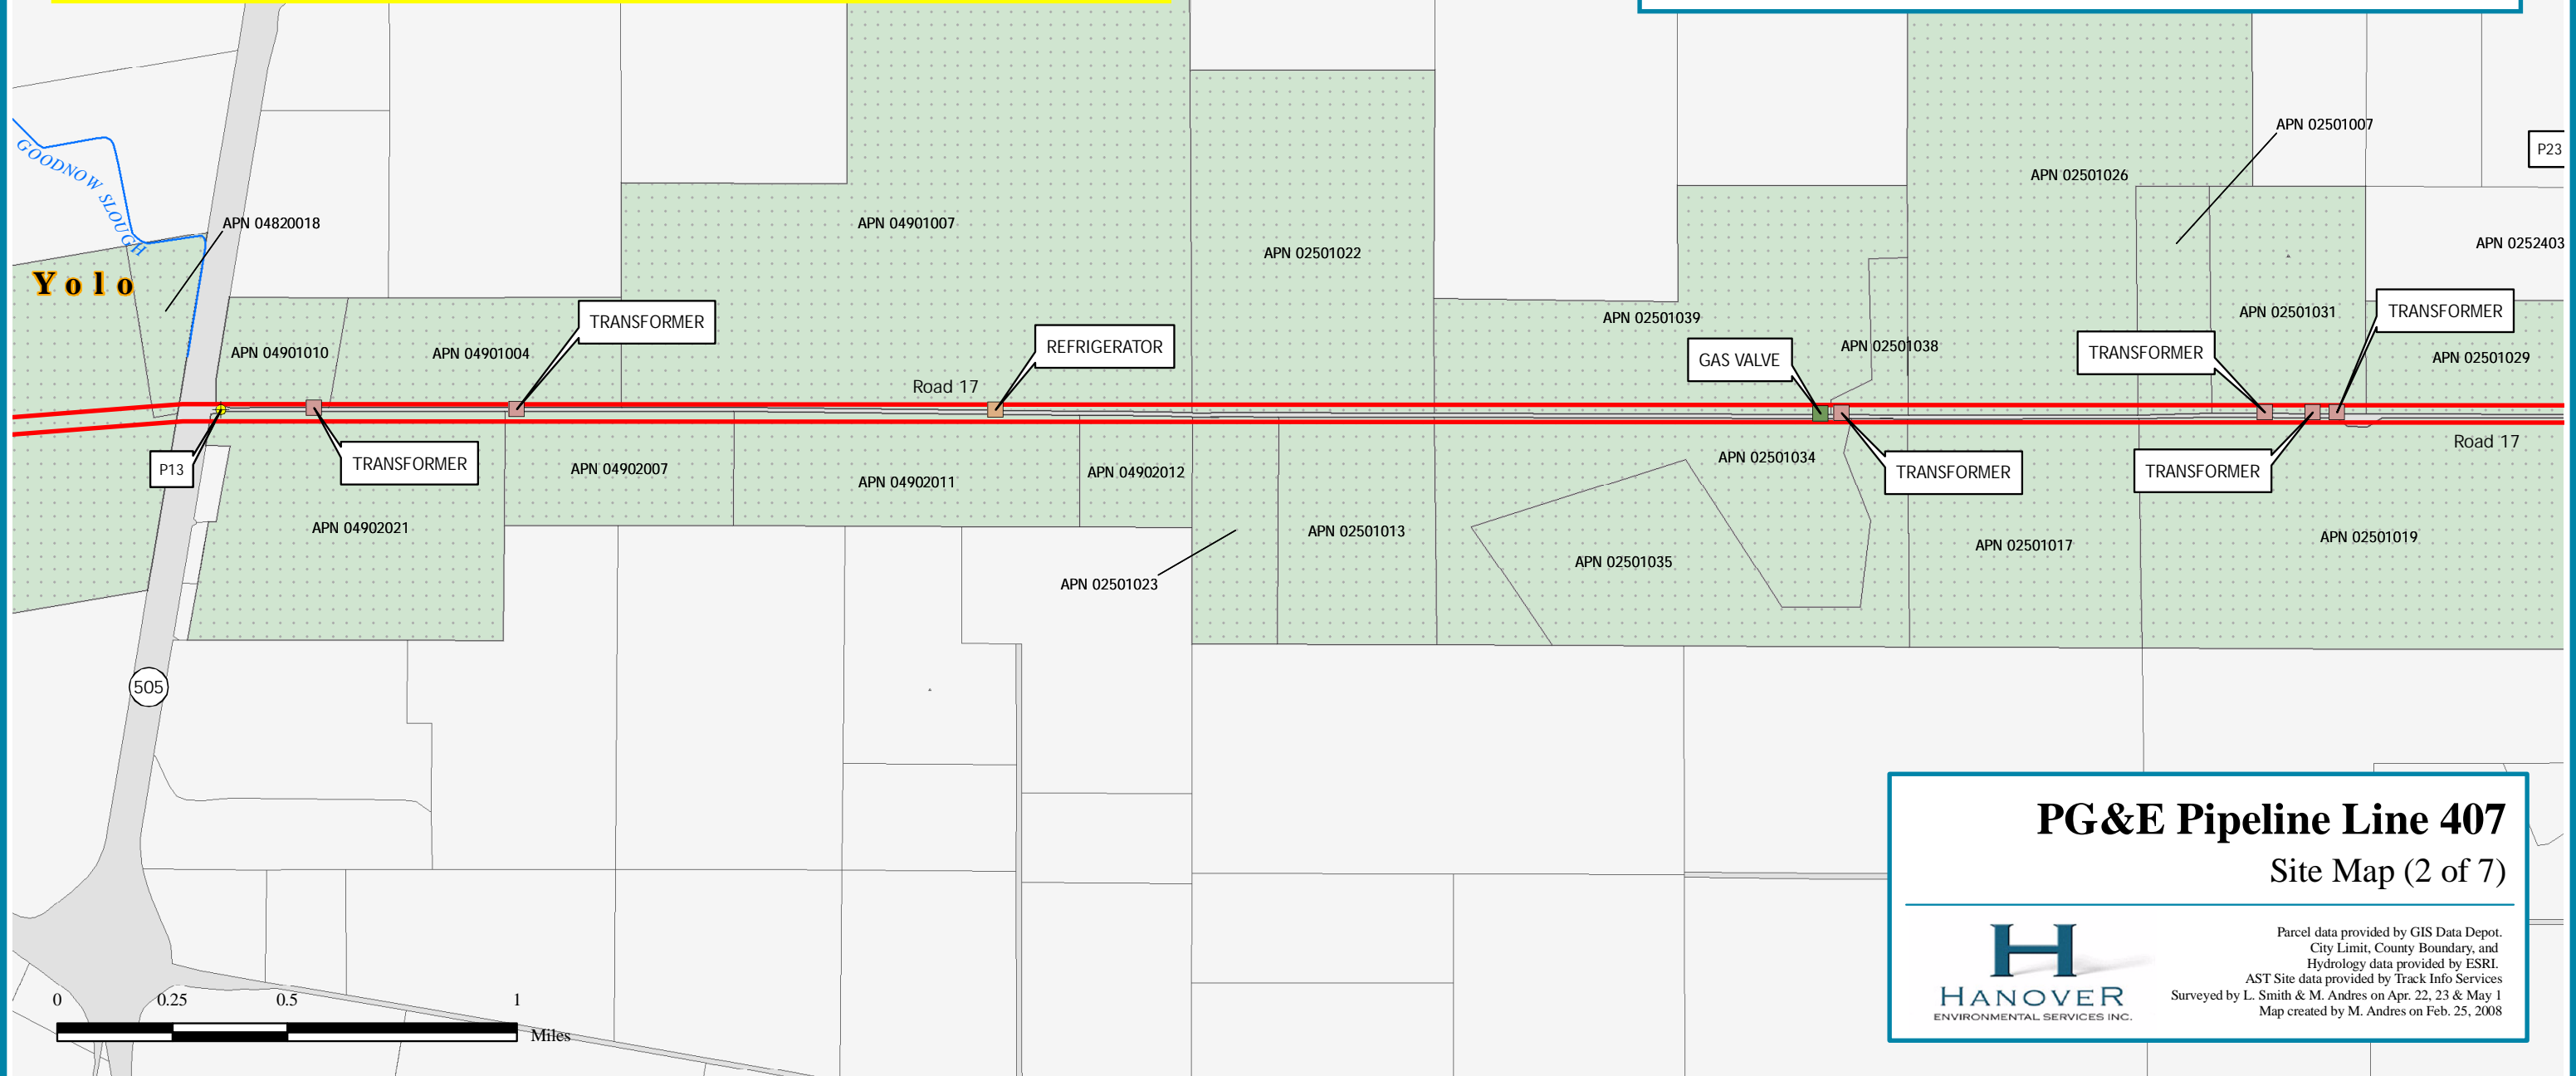 APN 02501007
P23
GOODNOW SLOUGH
APN 02501026
APN 04820018
APN 04901007
APN 02501022
APN 0252403
Yolo
APN 02501039
APN 02501031
TRANSFORMER
TRANSFORMER
REFRIGERATOR
GAS VALVE
APN 02501038
TRANSFORMER
APN 02501029
APN 04901010
APN 04901004
Road 17
Road 17
P13
TRANSFORMER
APN 04902007
APN 04902011
APN 04902012
APN 02501034
TRANSFORMER
TRANSFORMER
APN 04902021
APN 02501013
APN 02501035
APN 02501017
APN 02501019
APN 02501023
505
PG&E Pipeline Line 407
Site Map (2 of 7)
HANOVER
ENVIRONMENTAL SERVICES INC.
Parcel data provided by GIS Data Depot.
City Limit, County Boundary, and
Hydrology data provided by ESRI.
AST Site data provided by Track Info Services
Surveyed by L. Smith & M. Andres on Apr. 22, 23 & May 1
Map created by M. Andres on Feb. 25, 2008
0 0.25 0.5 1
Miles